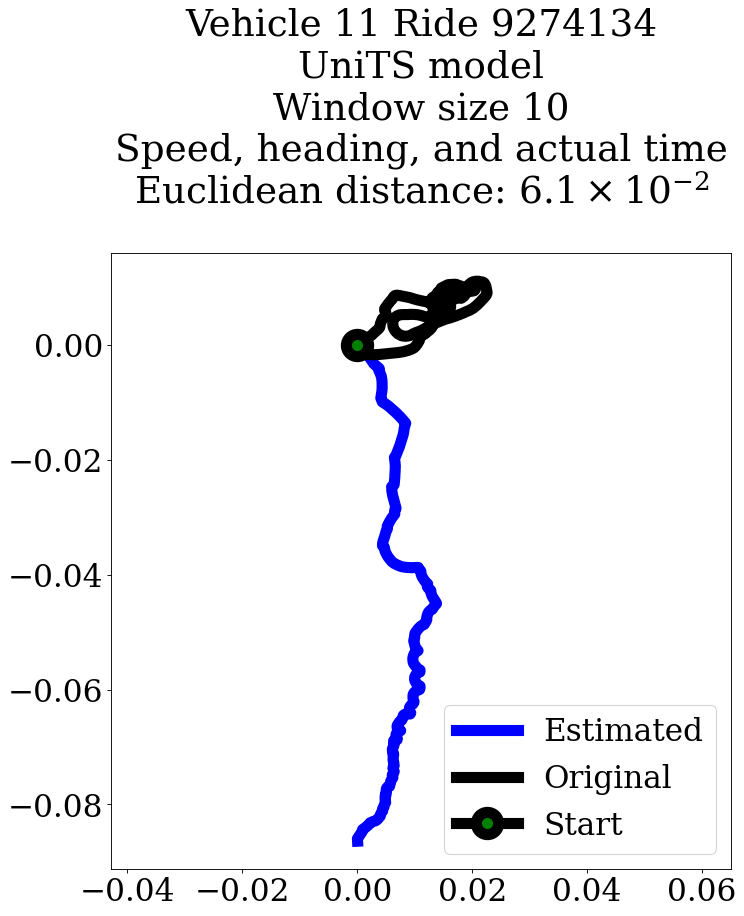 Vehicle 11 Ride 9274134
UniTS model
Window size 10
Speed, heading, and actual time
Euclidean distance: 6.1 × 10⁻²
0.00
−0.02
−0.04
−0.06
−0.08
Estimated
Original
Start
−0.04 −0.02 0.00 0.02 0.04 0.06